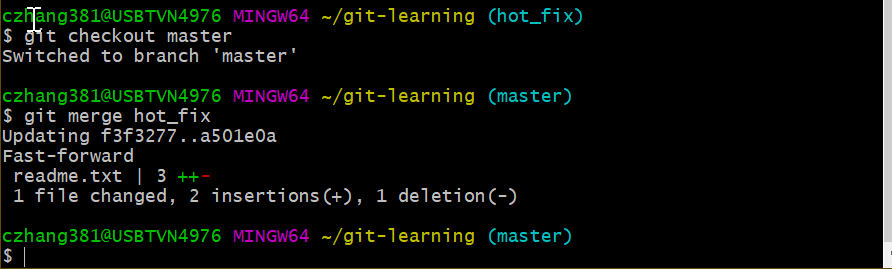 czhang381@USBTVN4976 MINGW64 ~/git-learning (hot_fix)
$ git checkout master
Switched to branch 'master'
czhang381@USBTVN4976 MINGW64 ~/git-learning (master)
$ git merge hot_fix
Updating f3f3277..a501e0a
Fast-forward
 readme.txt | 3 ++-
 1 file changed, 2 insertions(+), 1 deletion(-)
czhang381@USBTVN4976 MINGW64 ~/git-learning (master)
$